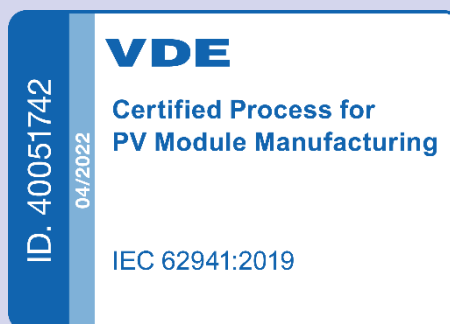 ID. 40051742
04/2022
VDE
Certified Process for
PV Module Manufacturing
IEC 62941:2019